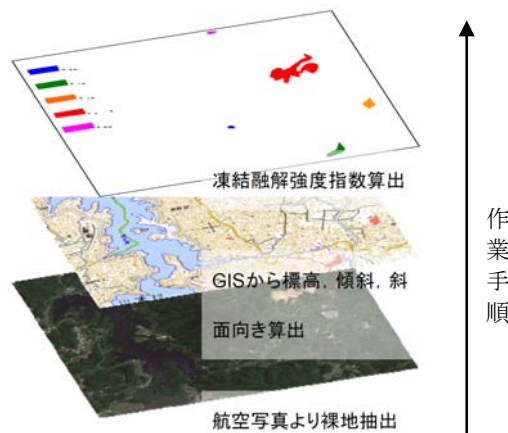 凍結融解強度指数算出
GISから標高，傾斜，斜
面向き算出
航空写真より裸地抽出
作業手順